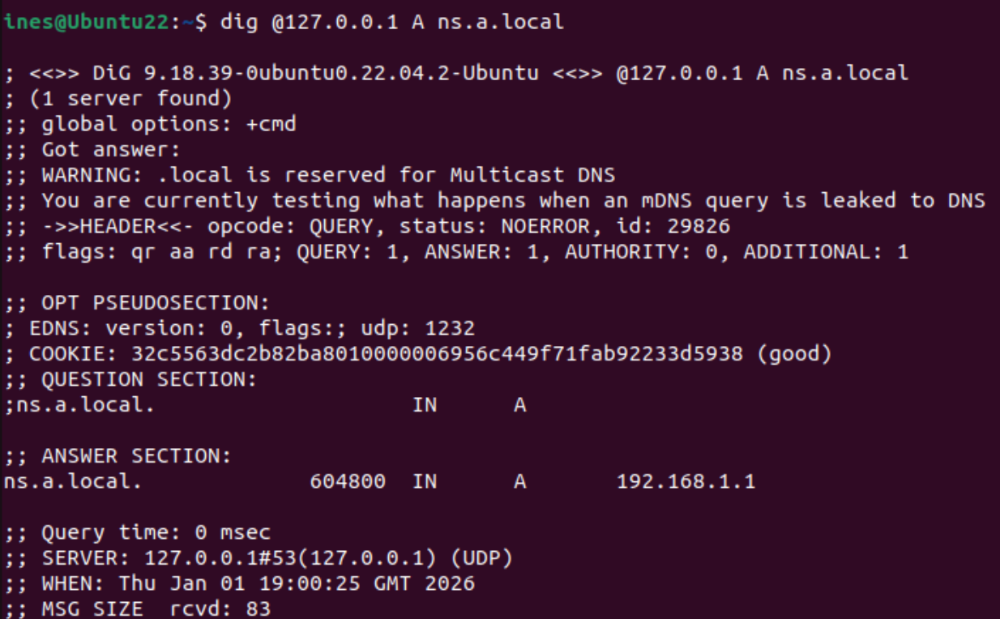 ines@Ubuntu22:~$ dig @127.0.0.1 A ns.a.local
; <<>> DiG 9.18.39-0ubuntu0.22.04.2-Ubuntu <<>> @127.0.0.1 A ns.a.local
; (1 server found)
;; global options: +cmd
;; Got answer:
;; WARNING: .local is reserved for Multicast DNS
;; You are currently testing what happens when an mDNS query is leaked to DNS
;; ->>HEADER<<- opcode: QUERY, status: NOERROR, id: 29826
;; flags: qr aa rd ra; QUERY: 1, ANSWER: 1, AUTHORITY: 0, ADDITIONAL: 1
;; OPT PSEUDOSECTION:
; EDNS: version: 0, flags:; udp: 1232
; COOKIE: 32c5563dc2b82ba8010000006956c449f71fab92233d5938 (good)
;; QUESTION SECTION:
;ns.a.local. IN A
;; ANSWER SECTION:
ns.a.local. 604800 IN A 192.168.1.1
;; Query time: 0 msec
;; SERVER: 127.0.0.1#53(127.0.0.1) (UDP)
;; WHEN: Thu Jan 01 19:00:25 GMT 2026
;; MSG SIZE rcvd: 83